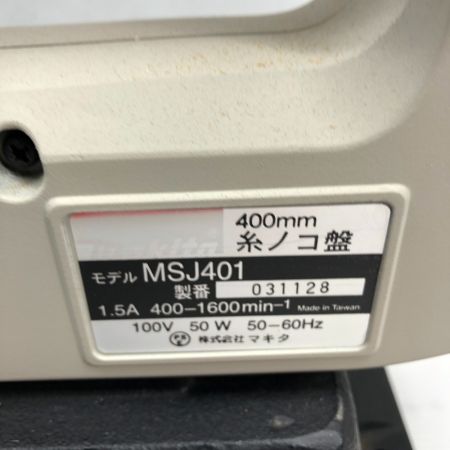 400mm
糸ノコ盤
makita
モデル MSJ401
製番 031128
1.5A 400-1600min-1 Made in Taiwan
100V 50W 50-60Hz
株式会社 マキタ